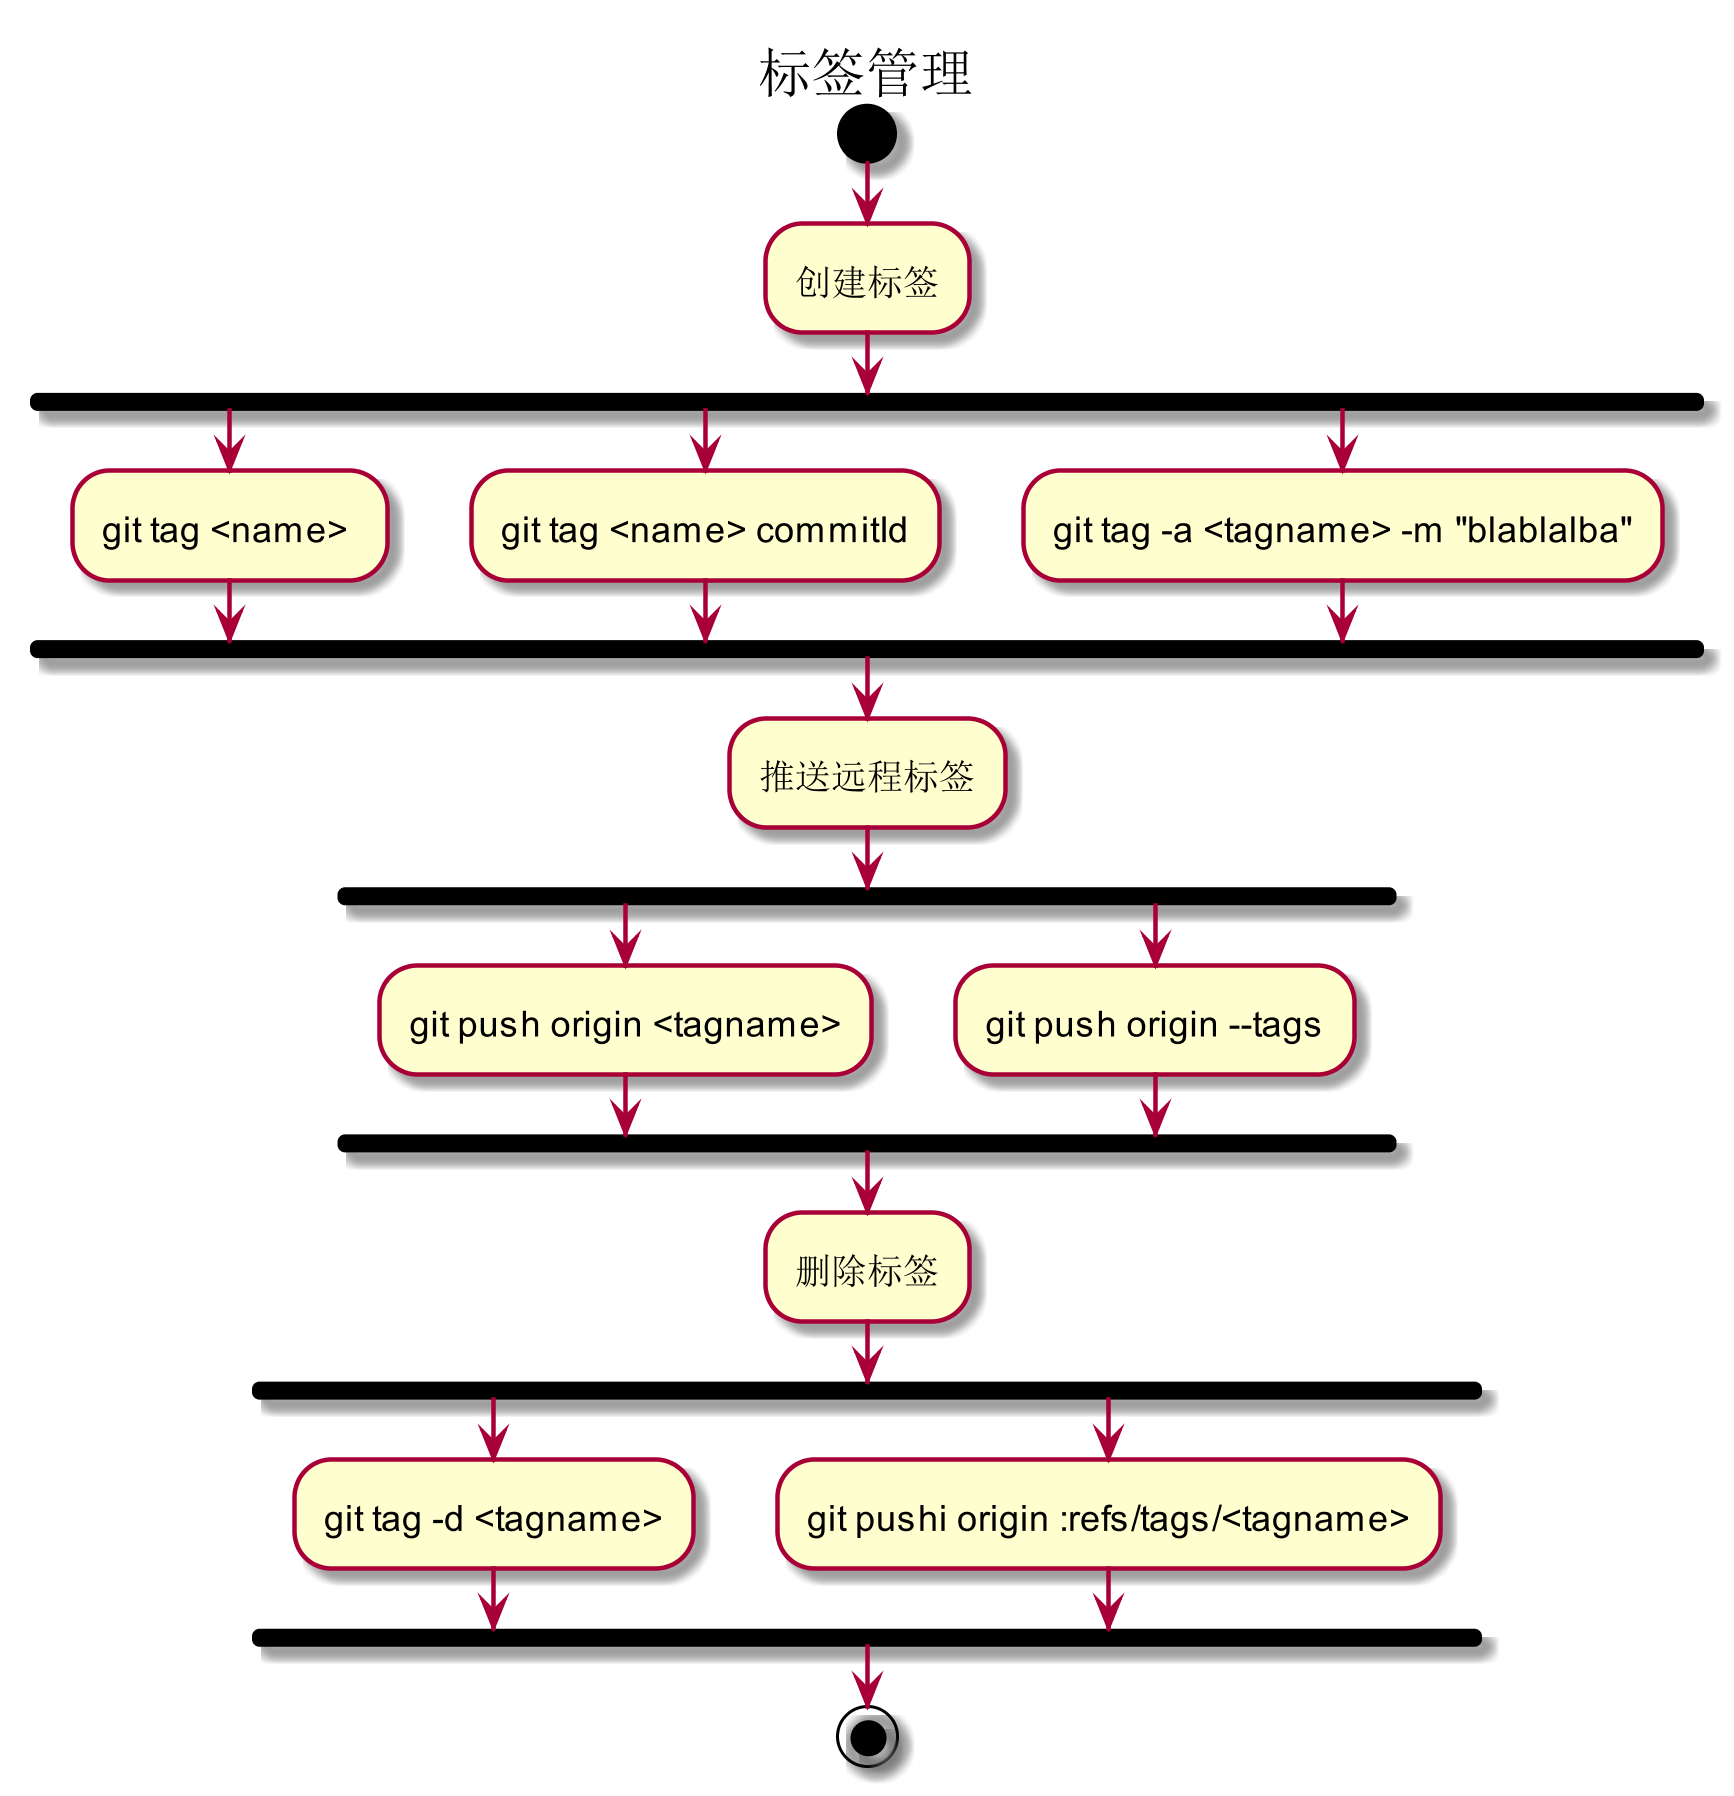 标签管理
创建标签
git tag <name>
git tag <name> commitId
git tag -a <tagname> -m "blablalba"
推送远程标签
git push origin <tagname>
git push origin --tags
删除标签
git tag -d <tagname>
git pushi origin :refs/tags/<tagname>